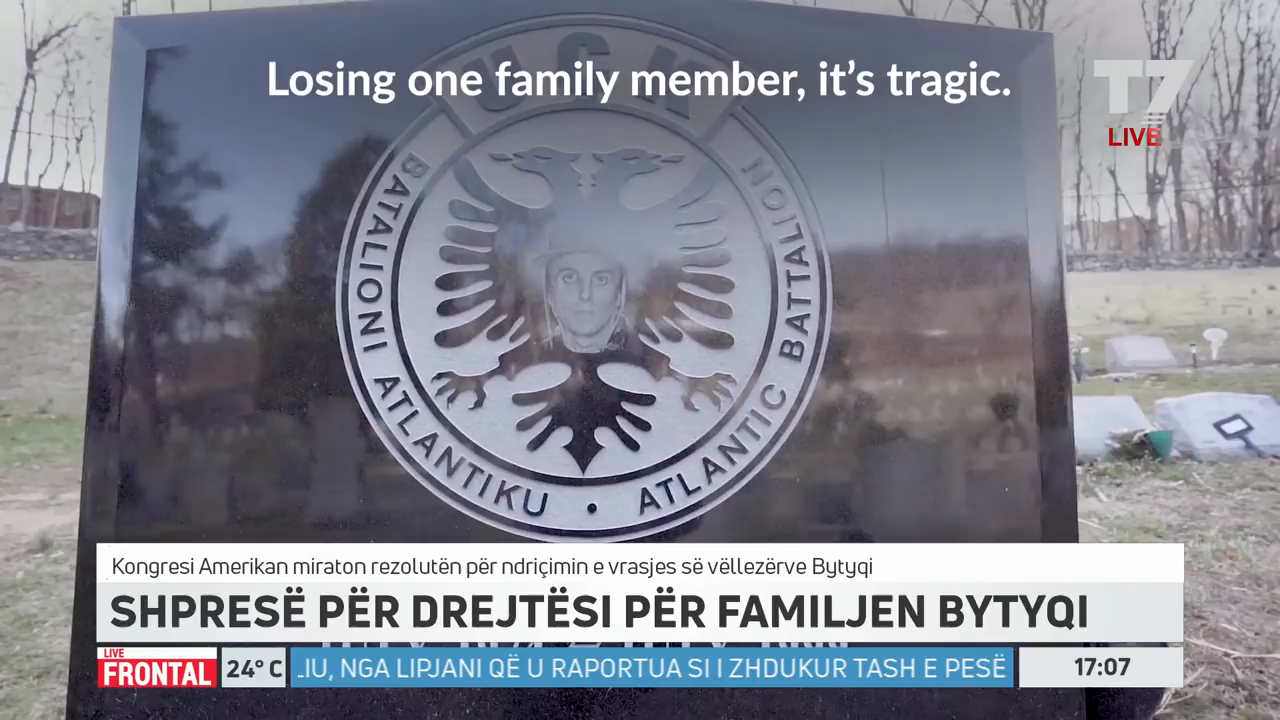 Losing one family member, it's tragic.
T7
LIVE
UÇK
BATALIONI ATLANTIKU • ATLANTIC BATTALION
Kongresi Amerikan miraton rezolutën për ndriçimin e vrasjes së vëllezërve Bytyqi
SHPRESË PËR DREJTËSI PËR FAMILJEN BYTYQI
LIVE
FRONTAL
24° C
IU, NGA LIPJANI QË U RAPORTUA SI I ZHDUKUR TASH E PESË
17:07